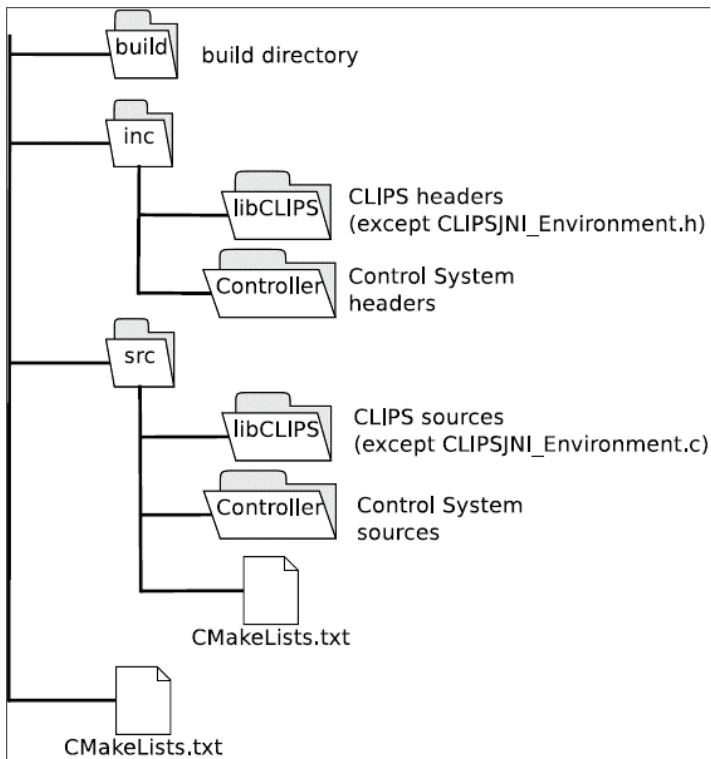 build
build directory
inc
libCLIPS
CLIPS headers
(except CLIPSJNI_Environment.h)
Controller
Control System
headers
src
libCLIPS
CLIPS sources
(except CLIPSJNI_Environment.c)
Controller
Control System
sources
CMakeLists.txt
CMakeLists.txt